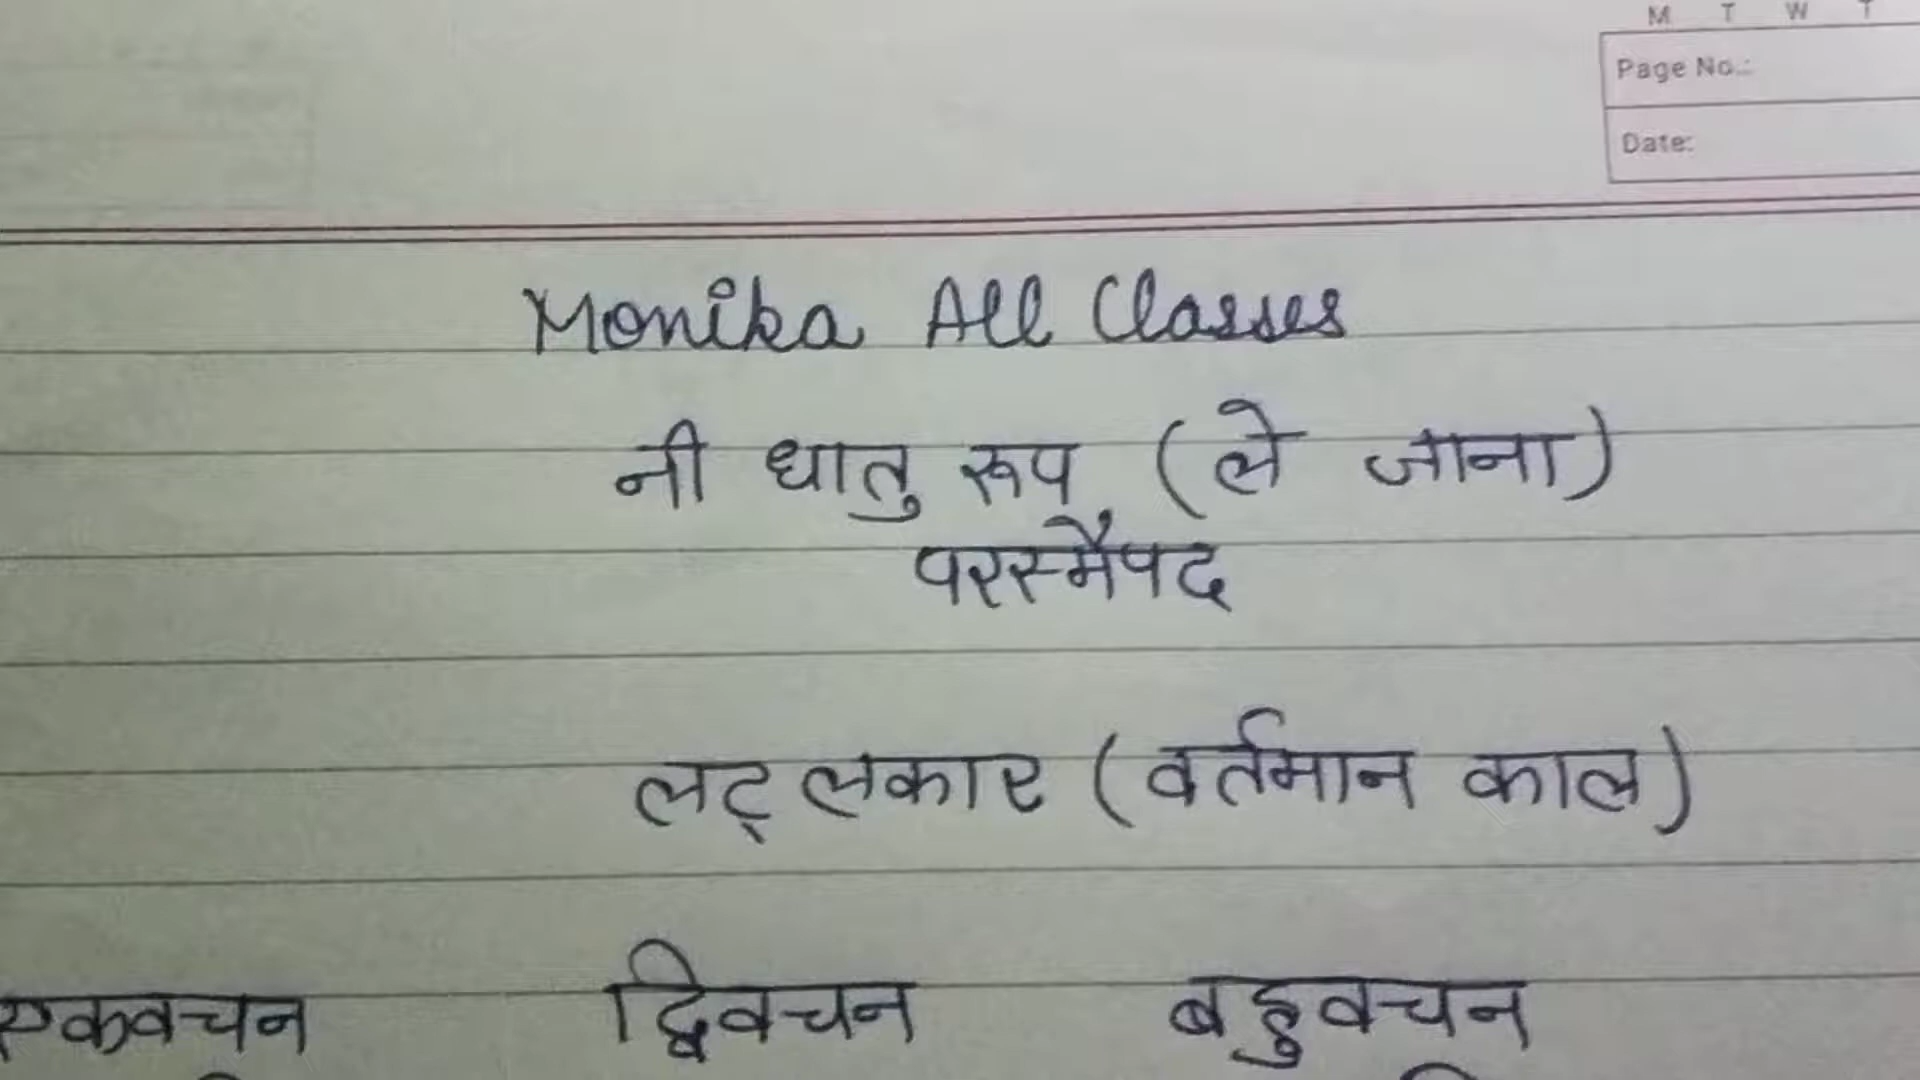 M T W T
Page No.:
Date:
Monika All Classes
नी धातु रूप (ले जाना)
परस्मैपद
लट् लकार (वर्तमान काल)
एकवचन द्विवचन बहुवचन